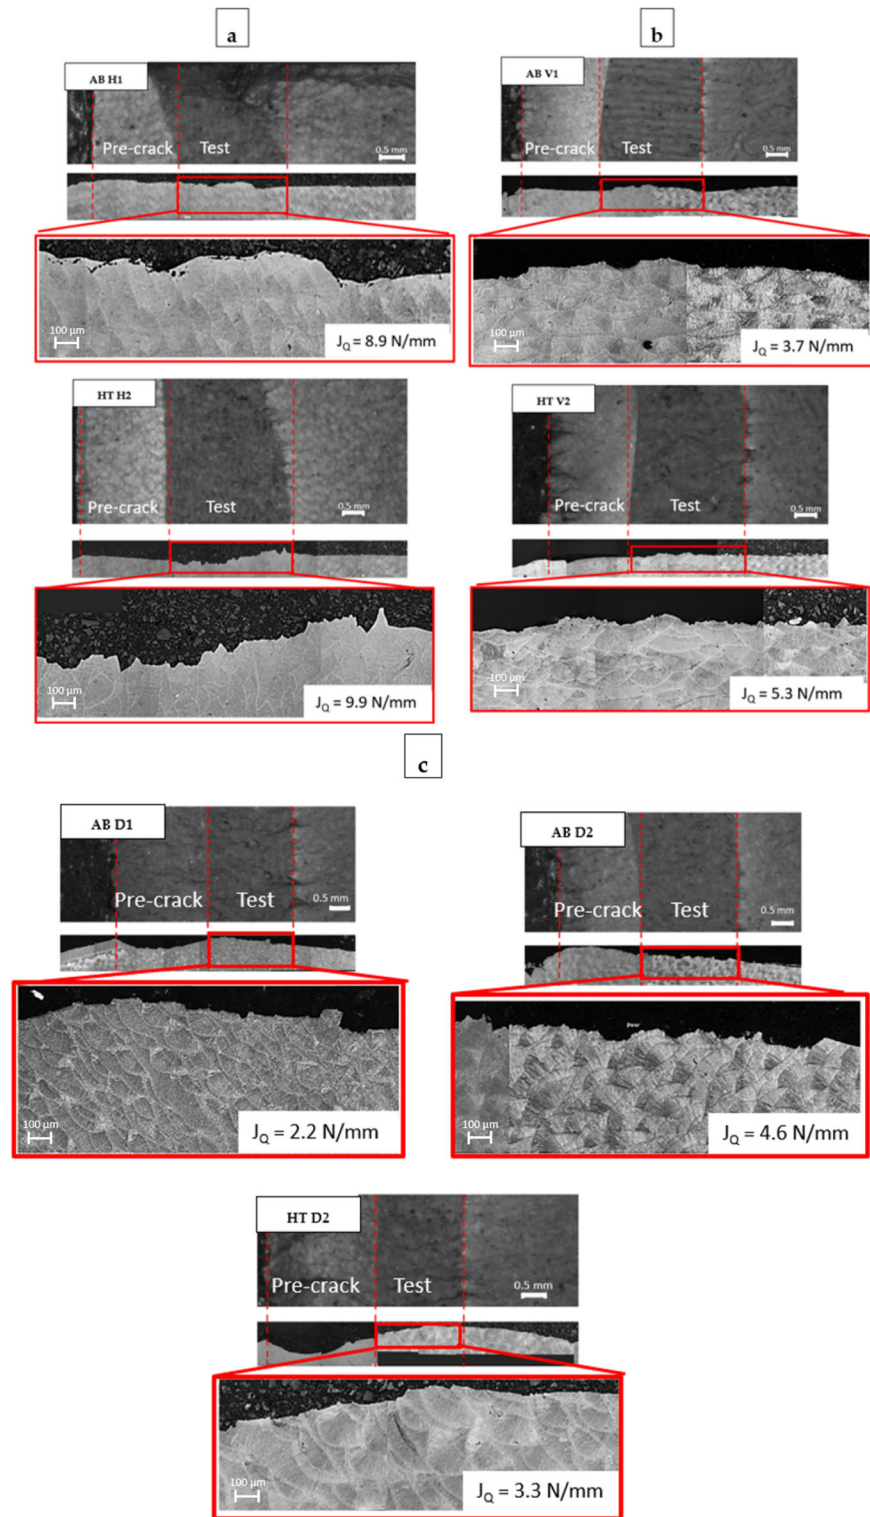 a
AB H1
Pre-crack Test
0.5 mm
100 µm
J_Q = 8.9 N/mm
HT H2
Pre-crack Test
0.5 mm
100 µm
J_Q = 9.9 N/mm
b
AB V1
Pre-crack Test
0.5 mm
100 µm
J_Q = 3.7 N/mm
HT V2
Pre-crack Test
0.5 mm
100 µm
J_Q = 5.3 N/mm
c
AB D1
Pre-crack Test
0.5 mm
100 µm
J_Q = 2.2 N/mm
AB D2
Pre-crack Test
0.5 mm
100 µm
J_Q = 4.6 N/mm
HT D2
Pre-crack Test
0.5 mm
100 µm
J_Q = 3.3 N/mm